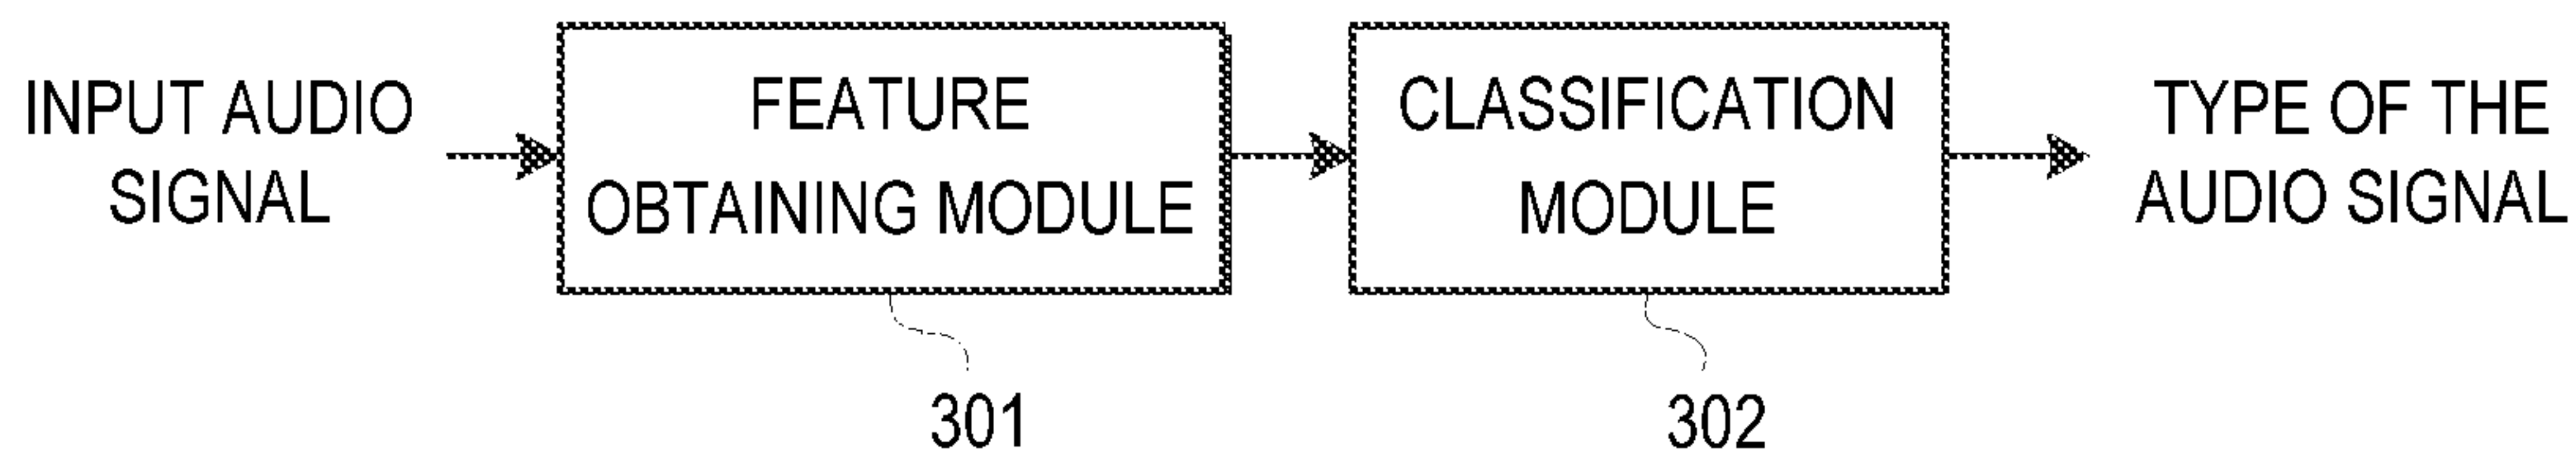 INPUT AUDIO
SIGNAL
FEATURE
OBTAINING MODULE
CLASSIFICATION
MODULE
TYPE OF THE
AUDIO SIGNAL
301
302